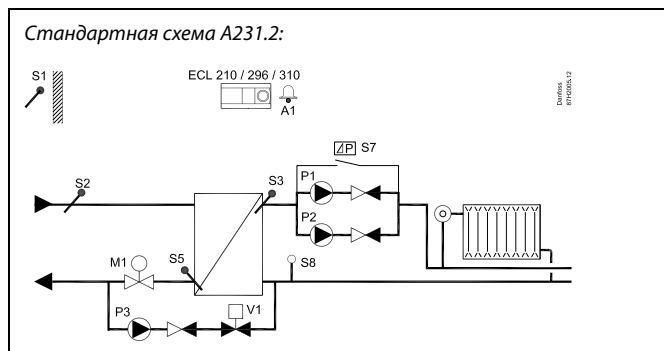 Стандартная схема A231.2:
S1
ECL 210 / 296 / 310
A1
Danfoss
87H2005.12
P S7
P1
S2
S3
P2
M1
S5
S8
P3
V1